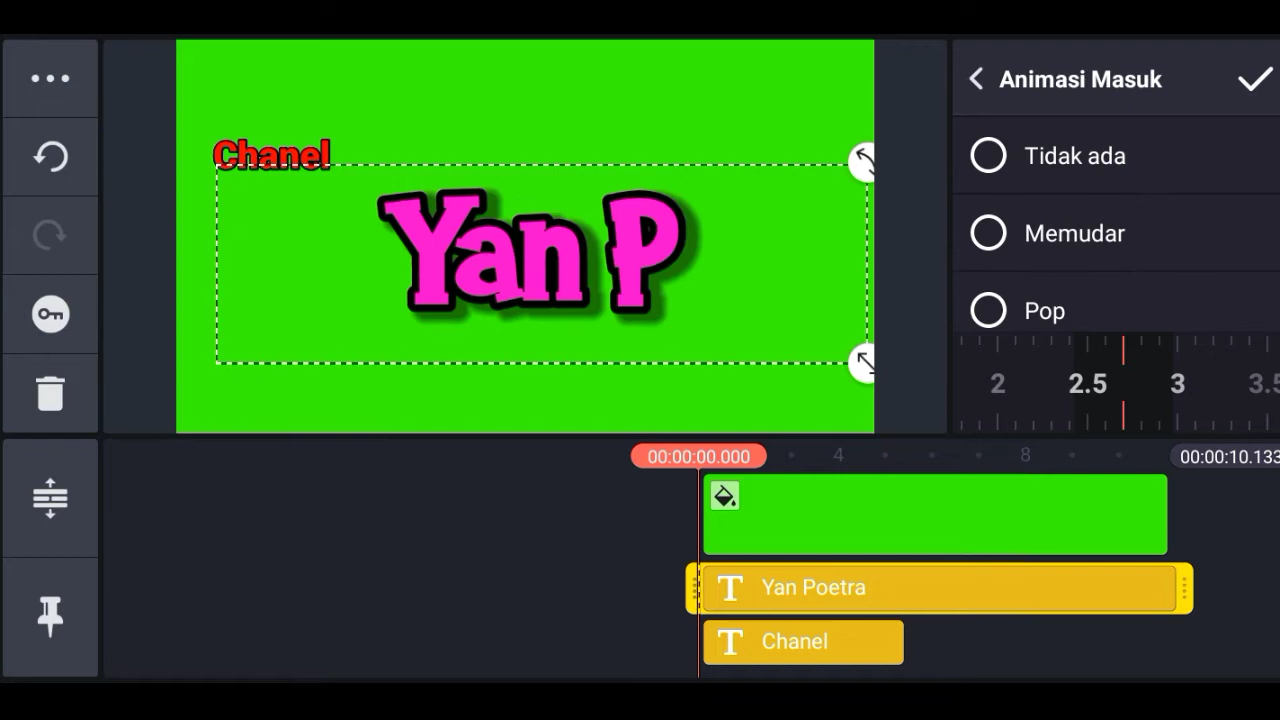 Animasi Masuk
Chanel
Tidak ada
Yan P
Memudar
Pop
2 2.5 3 3.5
00:00:00.000 4 8 00:00:10.133
T Yan Poetra
T Chanel